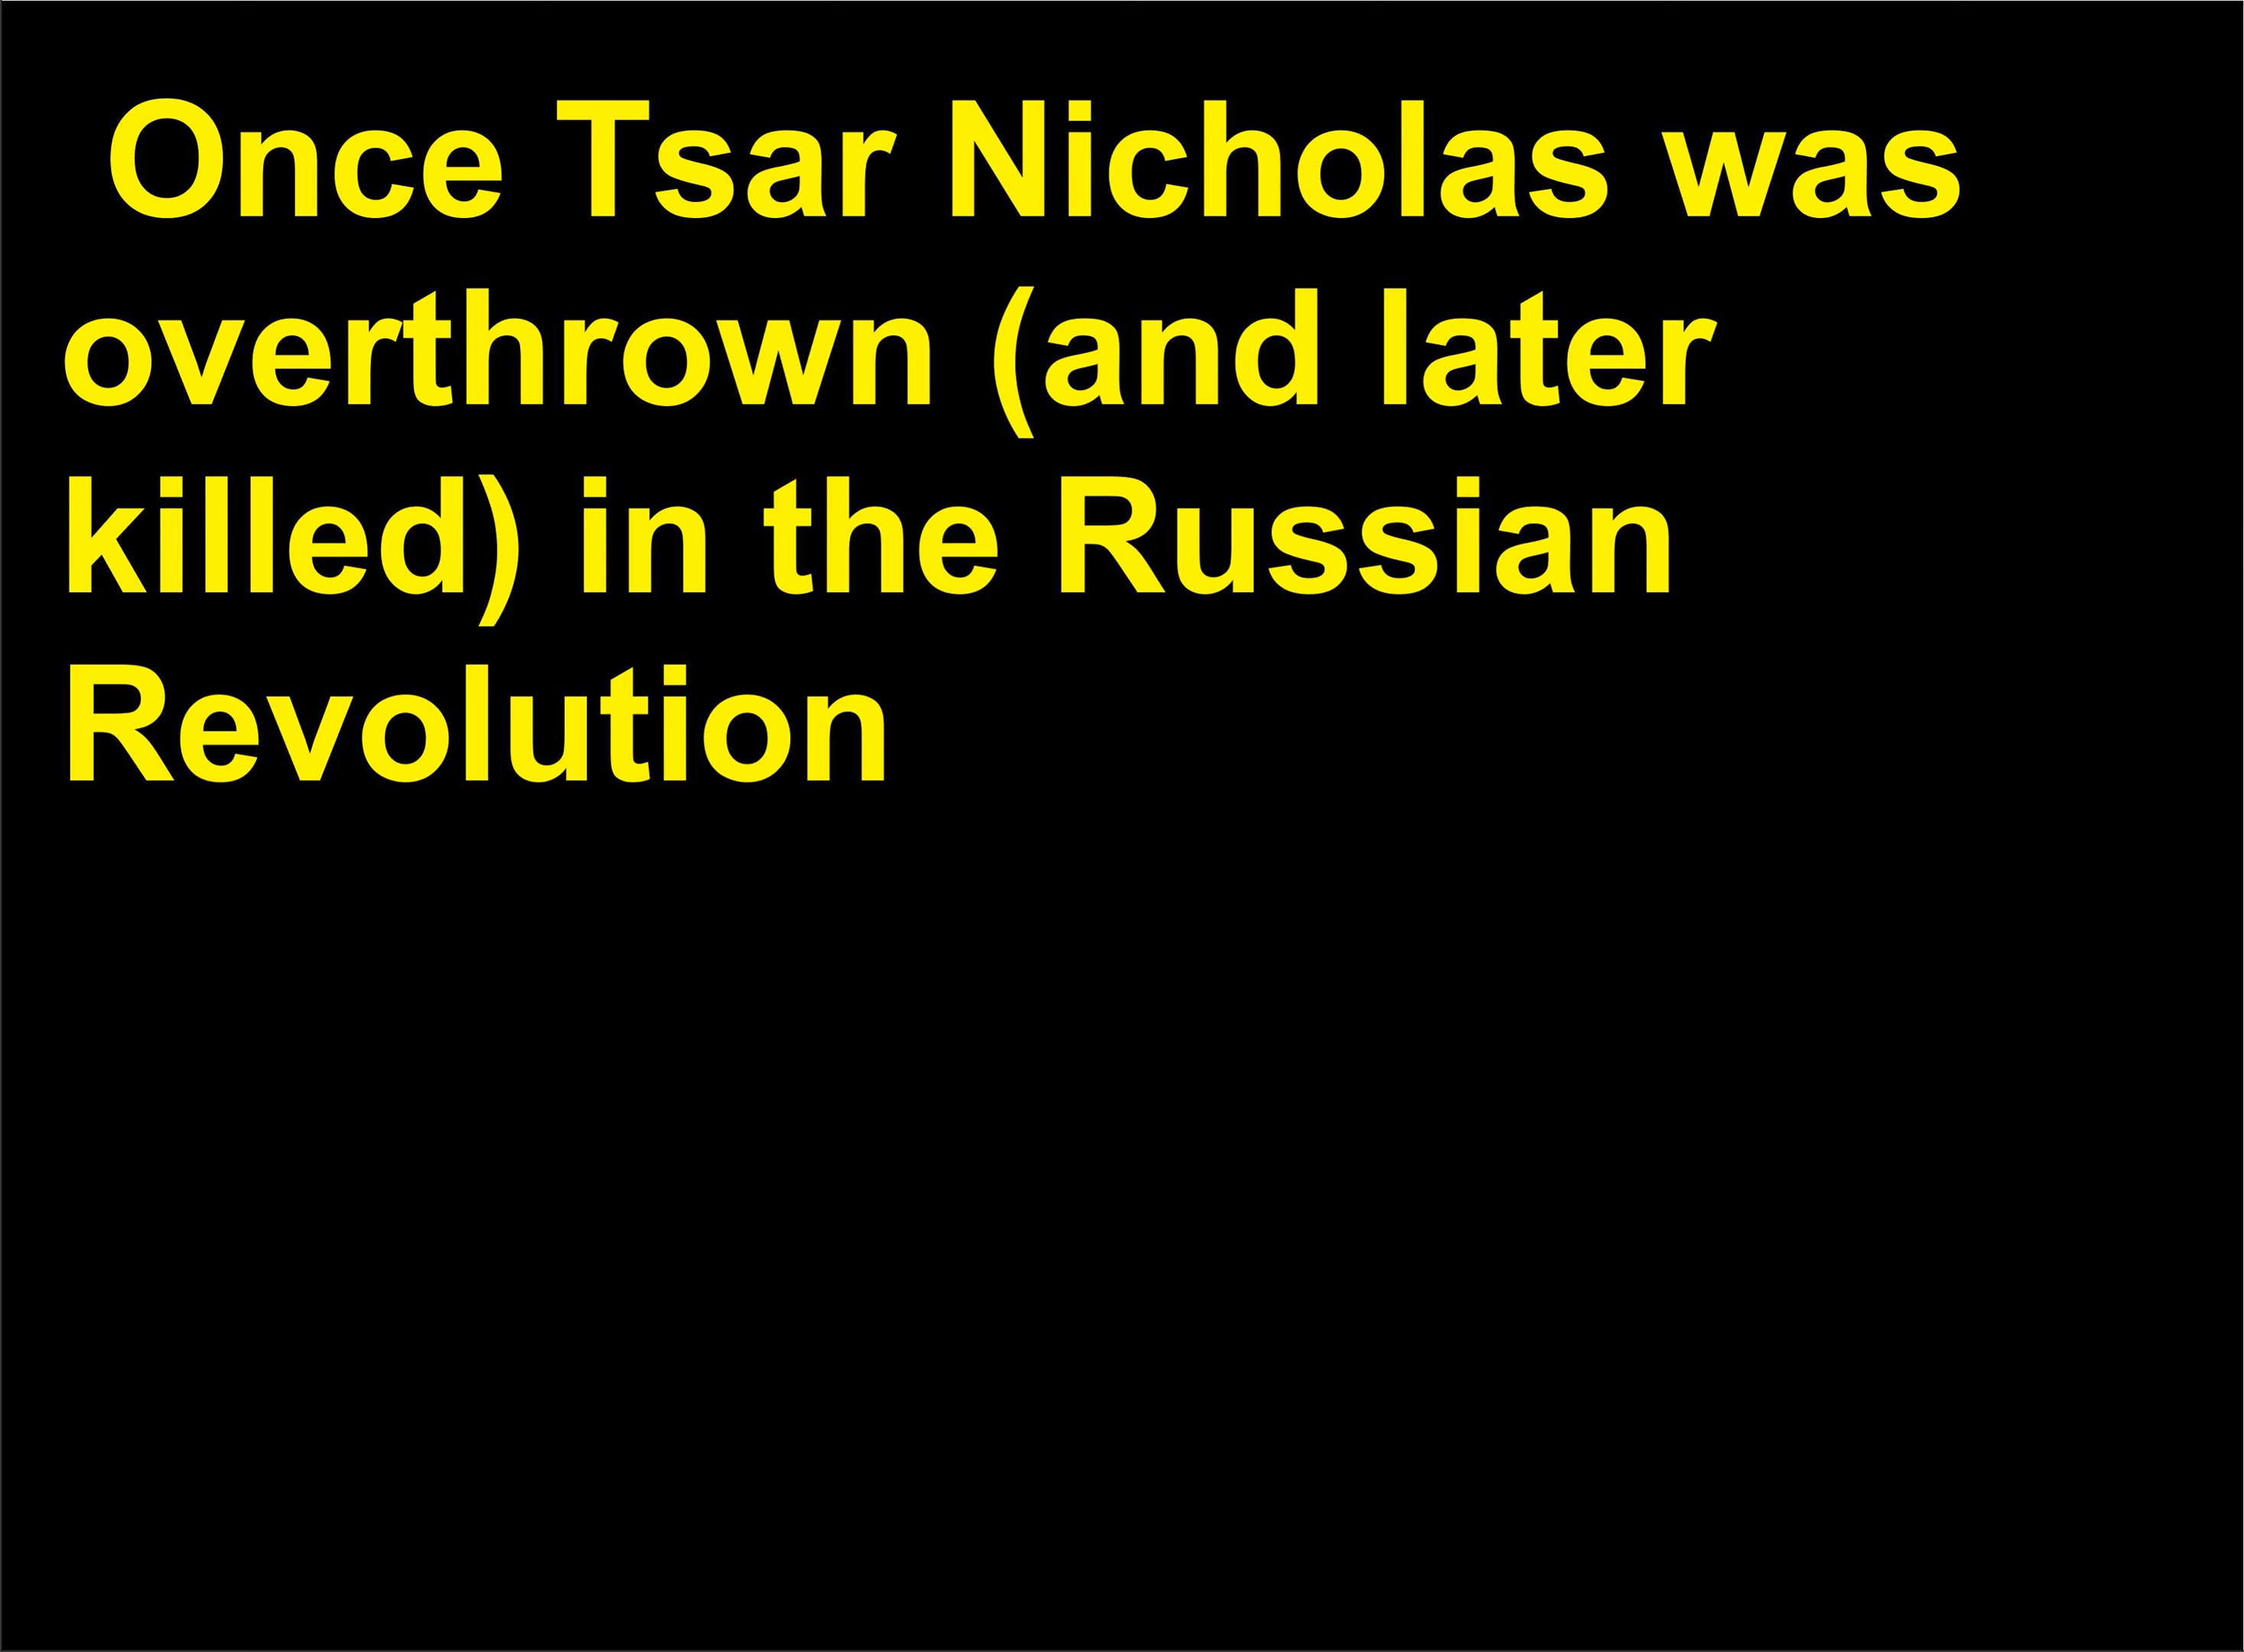 Once Tsar Nicholas was
overthrown (and later
killed) in the Russian
Revolution